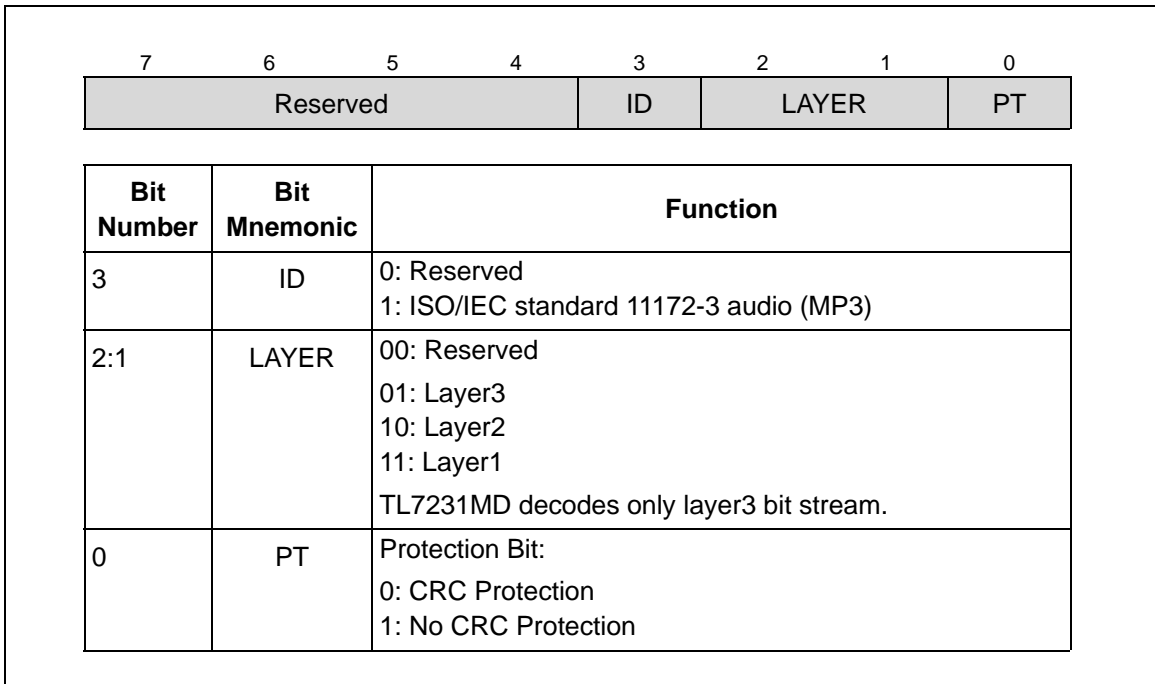 7 6 5 4 3 2 1 0
Reserved ID LAYER PT
Bit Number Bit Mnemonic Function
3 ID 0: Reserved
1: ISO/IEC standard 11172-3 audio (MP3)
2:1 LAYER 00: Reserved
01: Layer3
10: Layer2
11: Layer1
TL7231MD decodes only layer3 bit stream.
0 PT Protection Bit:
0: CRC Protection
1: No CRC Protection